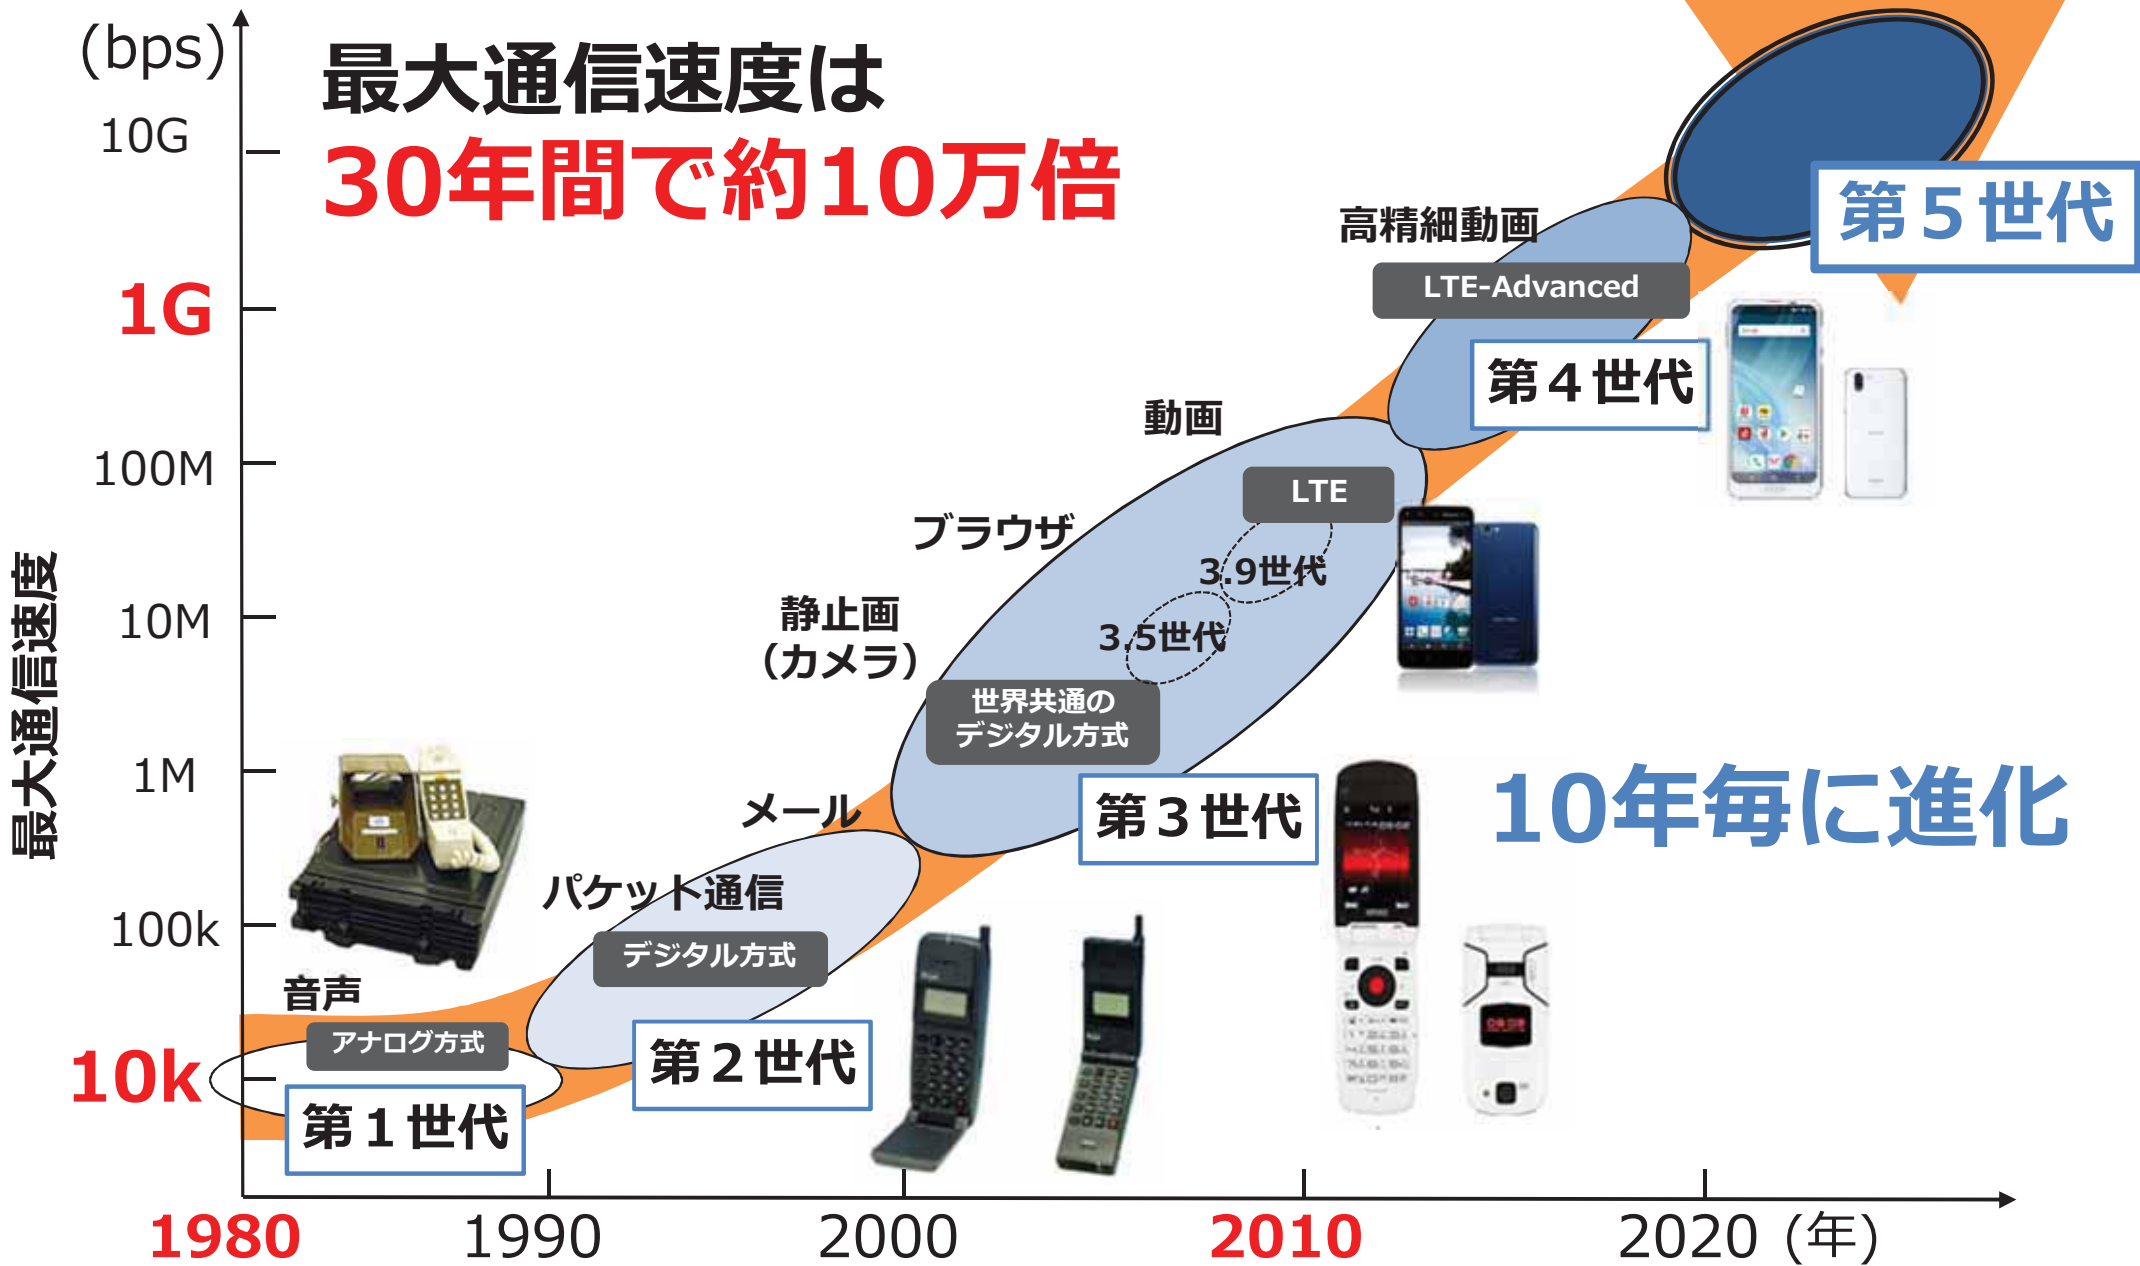 (bps)
最大通信速度は
30年間で約10万倍
10G
1G
100M
10M
1M
100k
10k
最大通信速度
第5世代
高精細動画
LTE-Advanced
第4世代
動画
LTE
ブラウザ
3.9世代
静止画
(カメラ)
3.5世代
世界共通の
デジタル方式
第3世代
10年毎に進化
メール
パケット通信
デジタル方式
第2世代
音声
アナログ方式
第1世代
1980
1990
2000
2010
2020 (年)